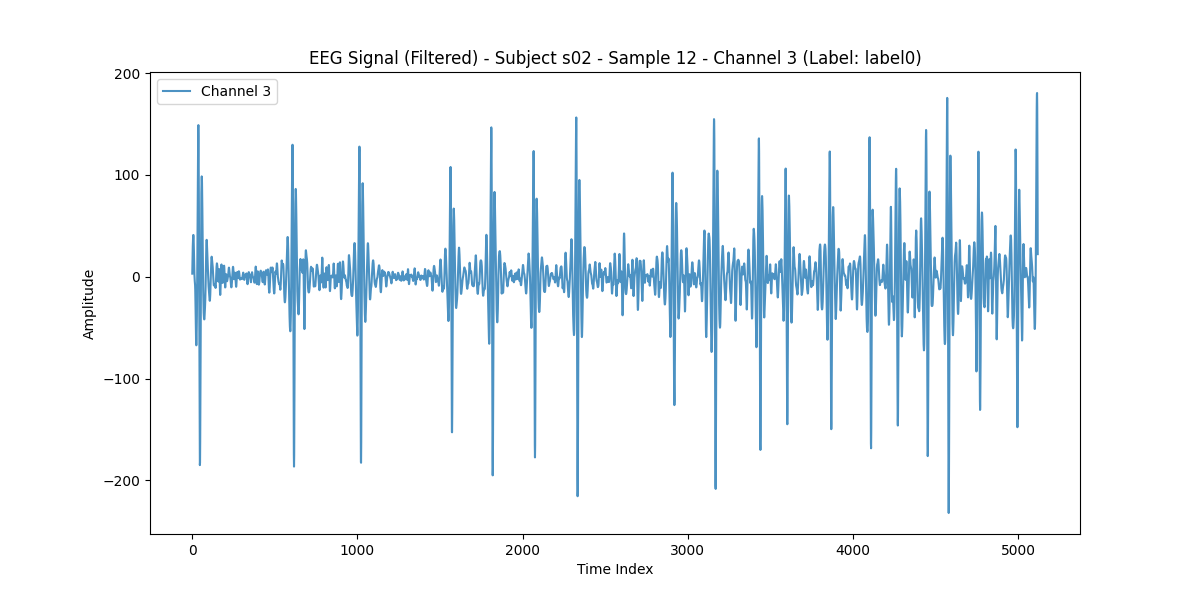 EEG Signal (Filtered) - Subject s02 - Sample 12 - Channel 3 (Label: label0)
Channel 3
200
100
0
−100
−200
Amplitude
0 1000 2000 3000 4000 5000
Time Index